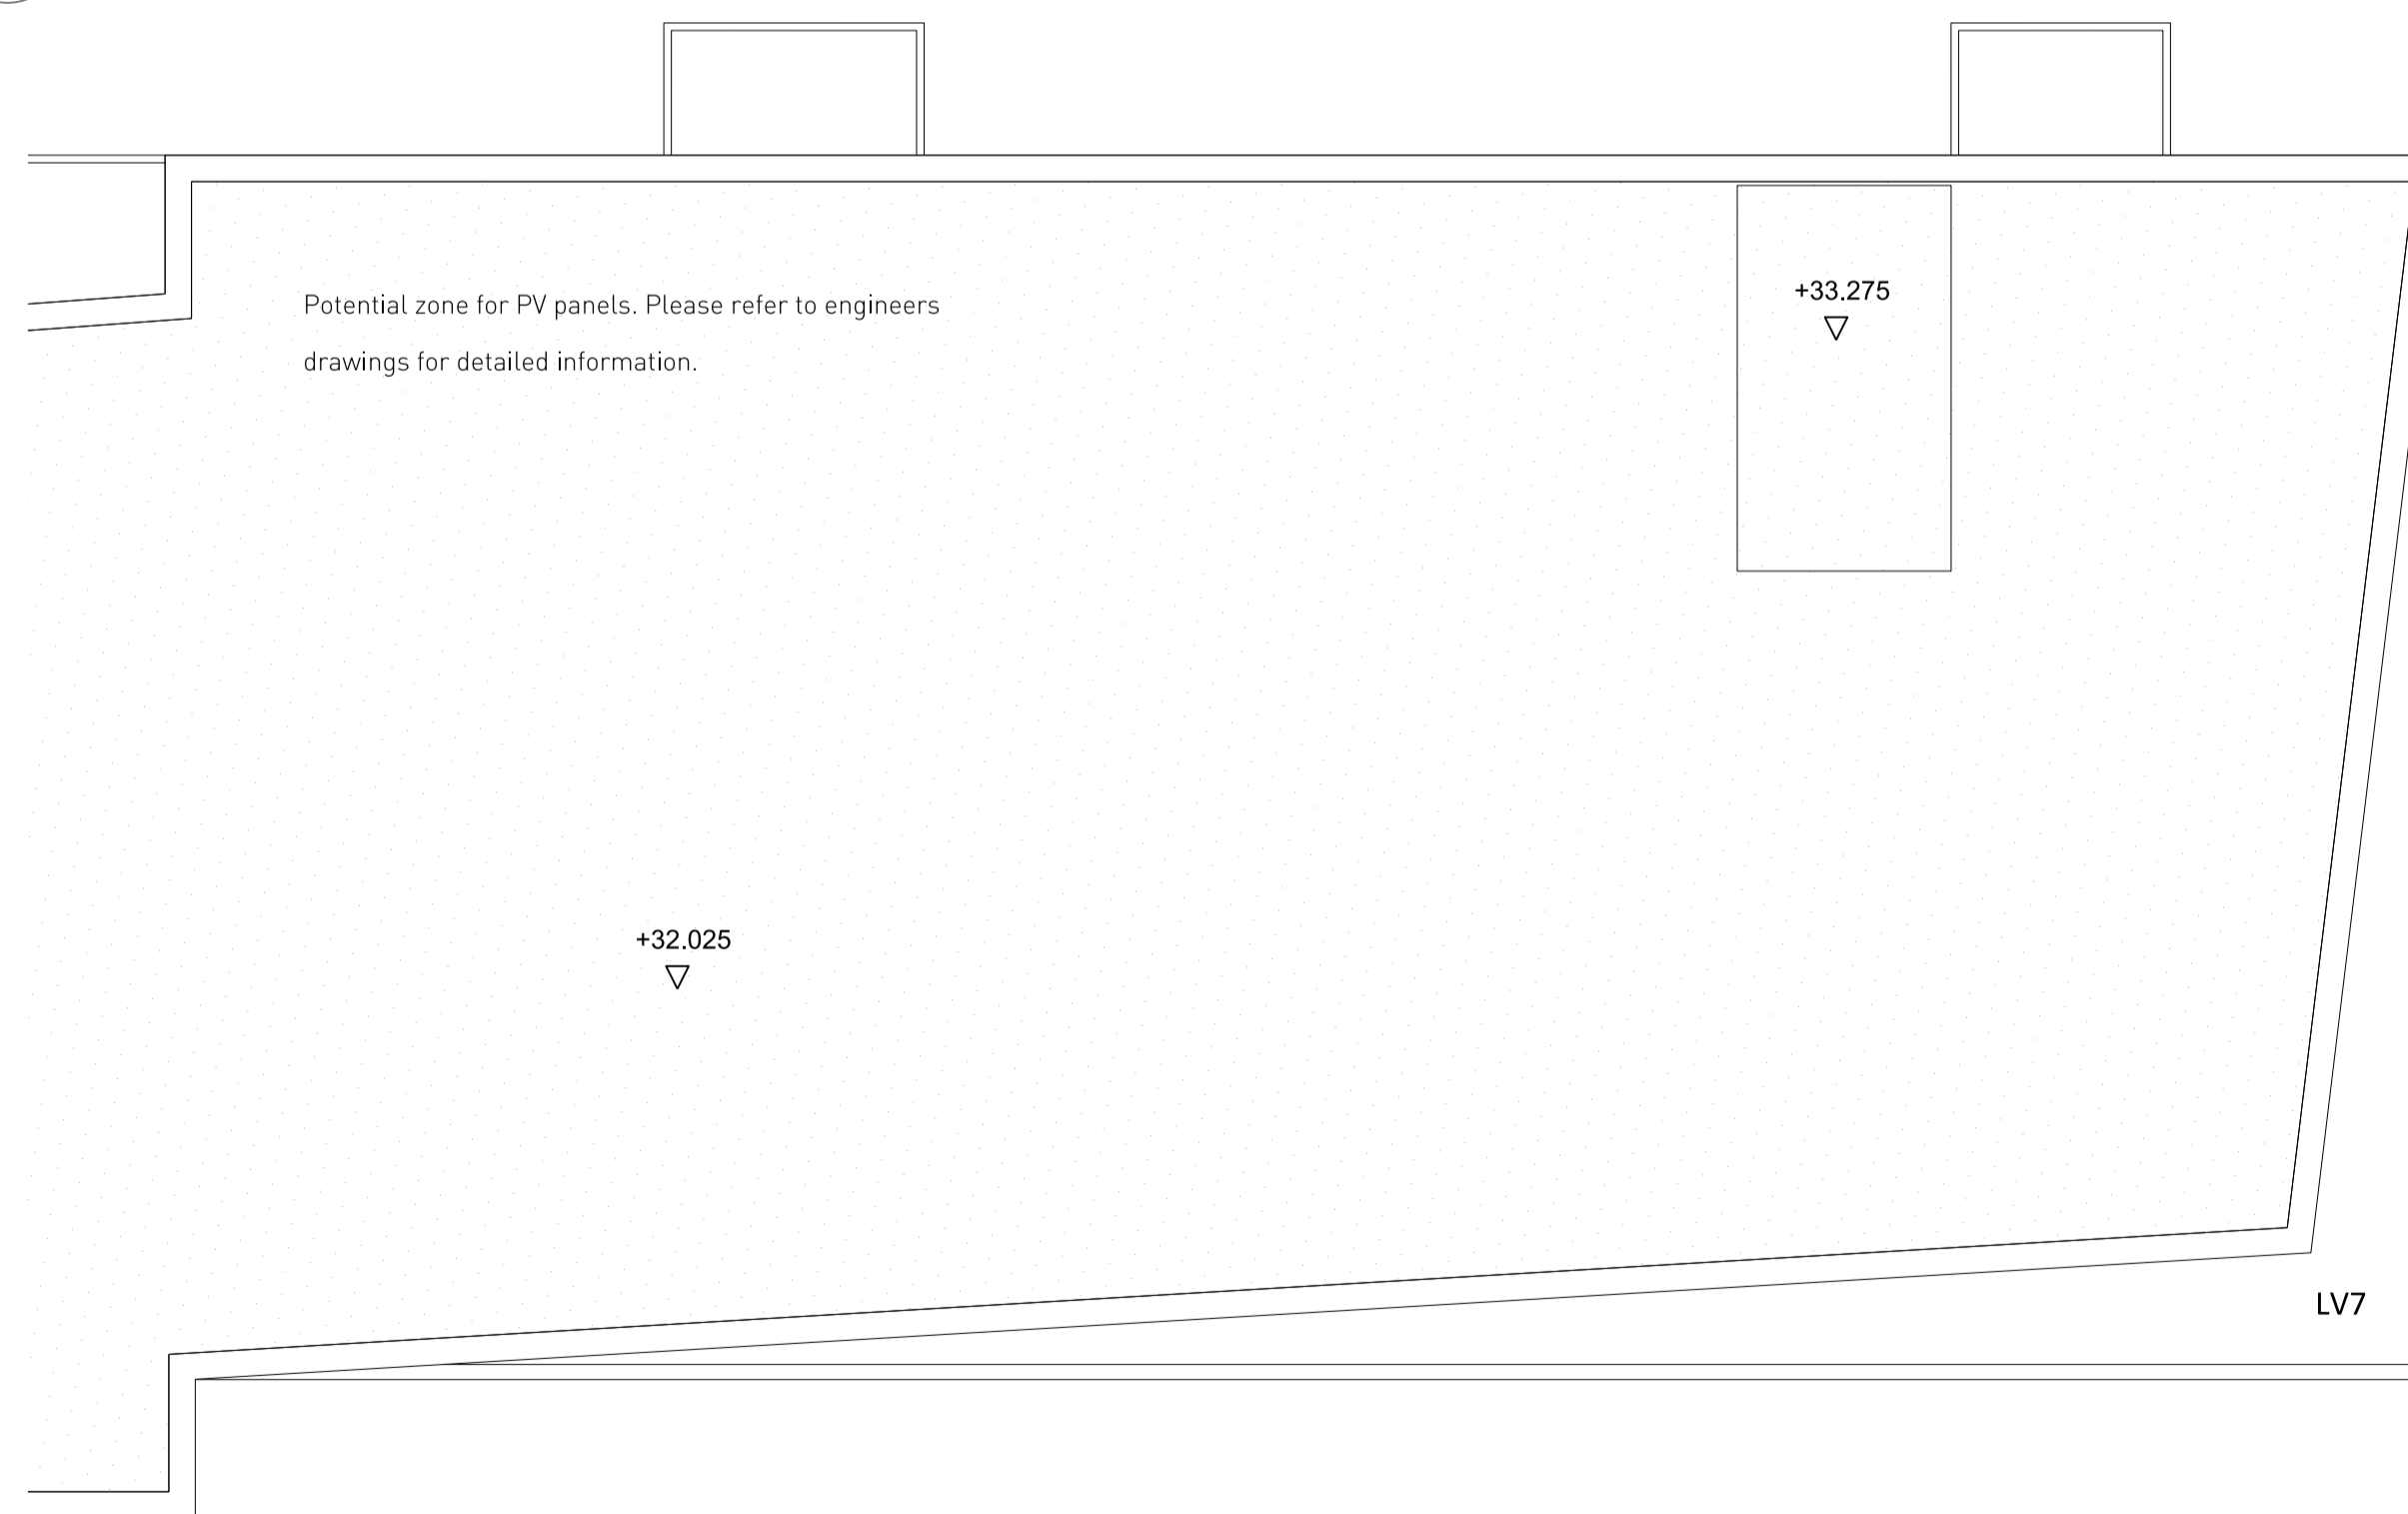 +33.275
Potential zone for PV panels. Please refer to engineers
drawings for detailed information.
+32.025
LV7